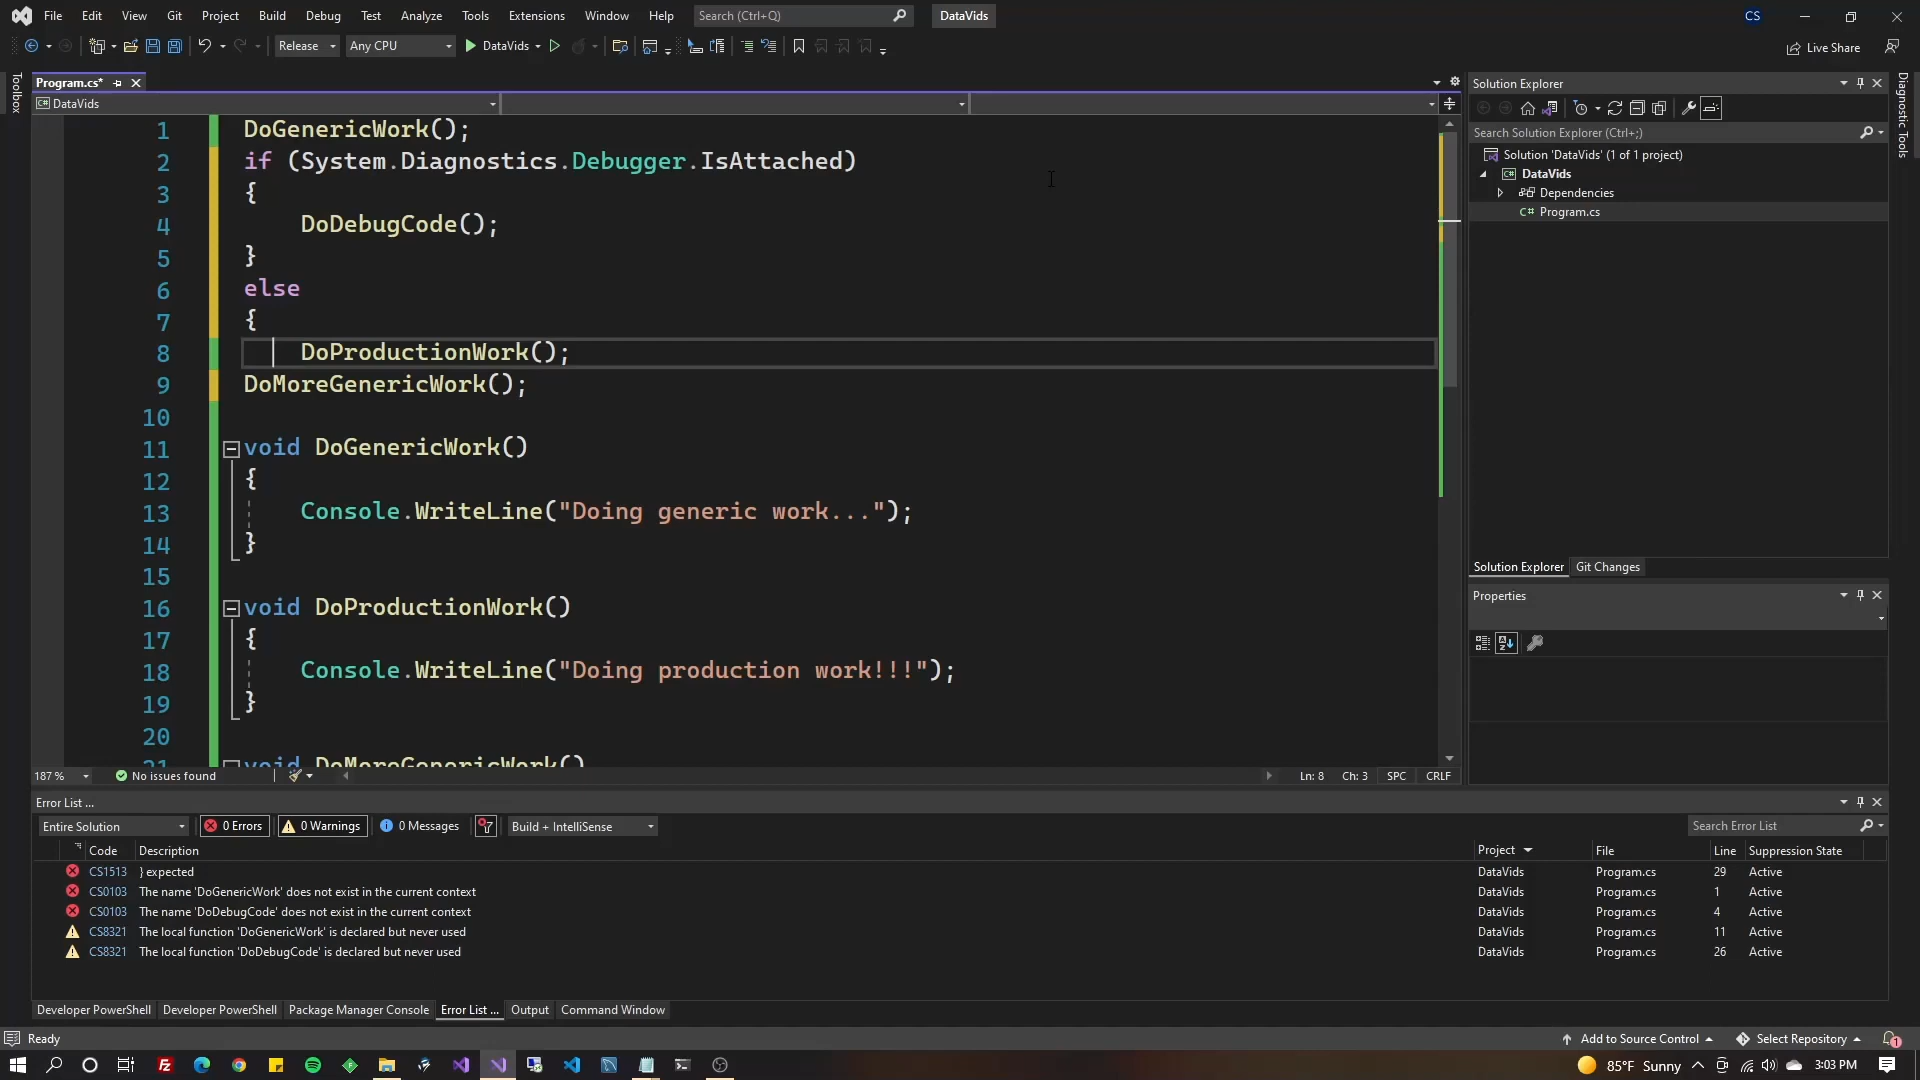 File Edit View Git Project Build Debug Test Analyze Tools Extensions Window Help Search (Ctrl+Q) DataVids CS
Release Any CPU DataVids Live Share
Toolbox
Program.cs*
DataVids
1 DoGenericWork();
2 if (System.Diagnostics.Debugger.IsAttached)
3 {
4 DoDebugCode();
5 }
6 else
7 {
8 DoProductionWork();
9 DoMoreGenericWork();
10
11 void DoGenericWork()
12 {
13 Console.WriteLine("Doing generic work...");
14 }
15
16 void DoProductionWork()
17 {
18 Console.WriteLine("Doing production work!!!");
19 }
20
21 void DoMoreGenericWork()
187 % No issues found Ln: 8 Ch: 3 SPC CRLF
Solution Explorer
Search Solution Explorer (Ctrl+;)
Solution 'DataVids' (1 of 1 project)
DataVids
Dependencies
C# Program.cs
Solution Explorer Git Changes
Properties
Diagnostic Tools
Error List ...
Entire Solution 0 Errors 0 Warnings 0 Messages Build + IntelliSense Search Error List
Code Description Project File Line Suppression State
CS1513 } expected DataVids Program.cs 29 Active
CS0103 The name 'DoGenericWork' does not exist in the current context DataVids Program.cs 1 Active
CS0103 The name 'DoDebugCode' does not exist in the current context DataVids Program.cs 4 Active
CS8321 The local function 'DoGenericWork' is declared but never used DataVids Program.cs 11 Active
CS8321 The local function 'DoDebugCode' is declared but never used DataVids Program.cs 26 Active
Developer PowerShell Developer PowerShell Package Manager Console Error List ... Output Command Window
Ready Add to Source Control Select Repository 1
85°F Sunny 3:03 PM